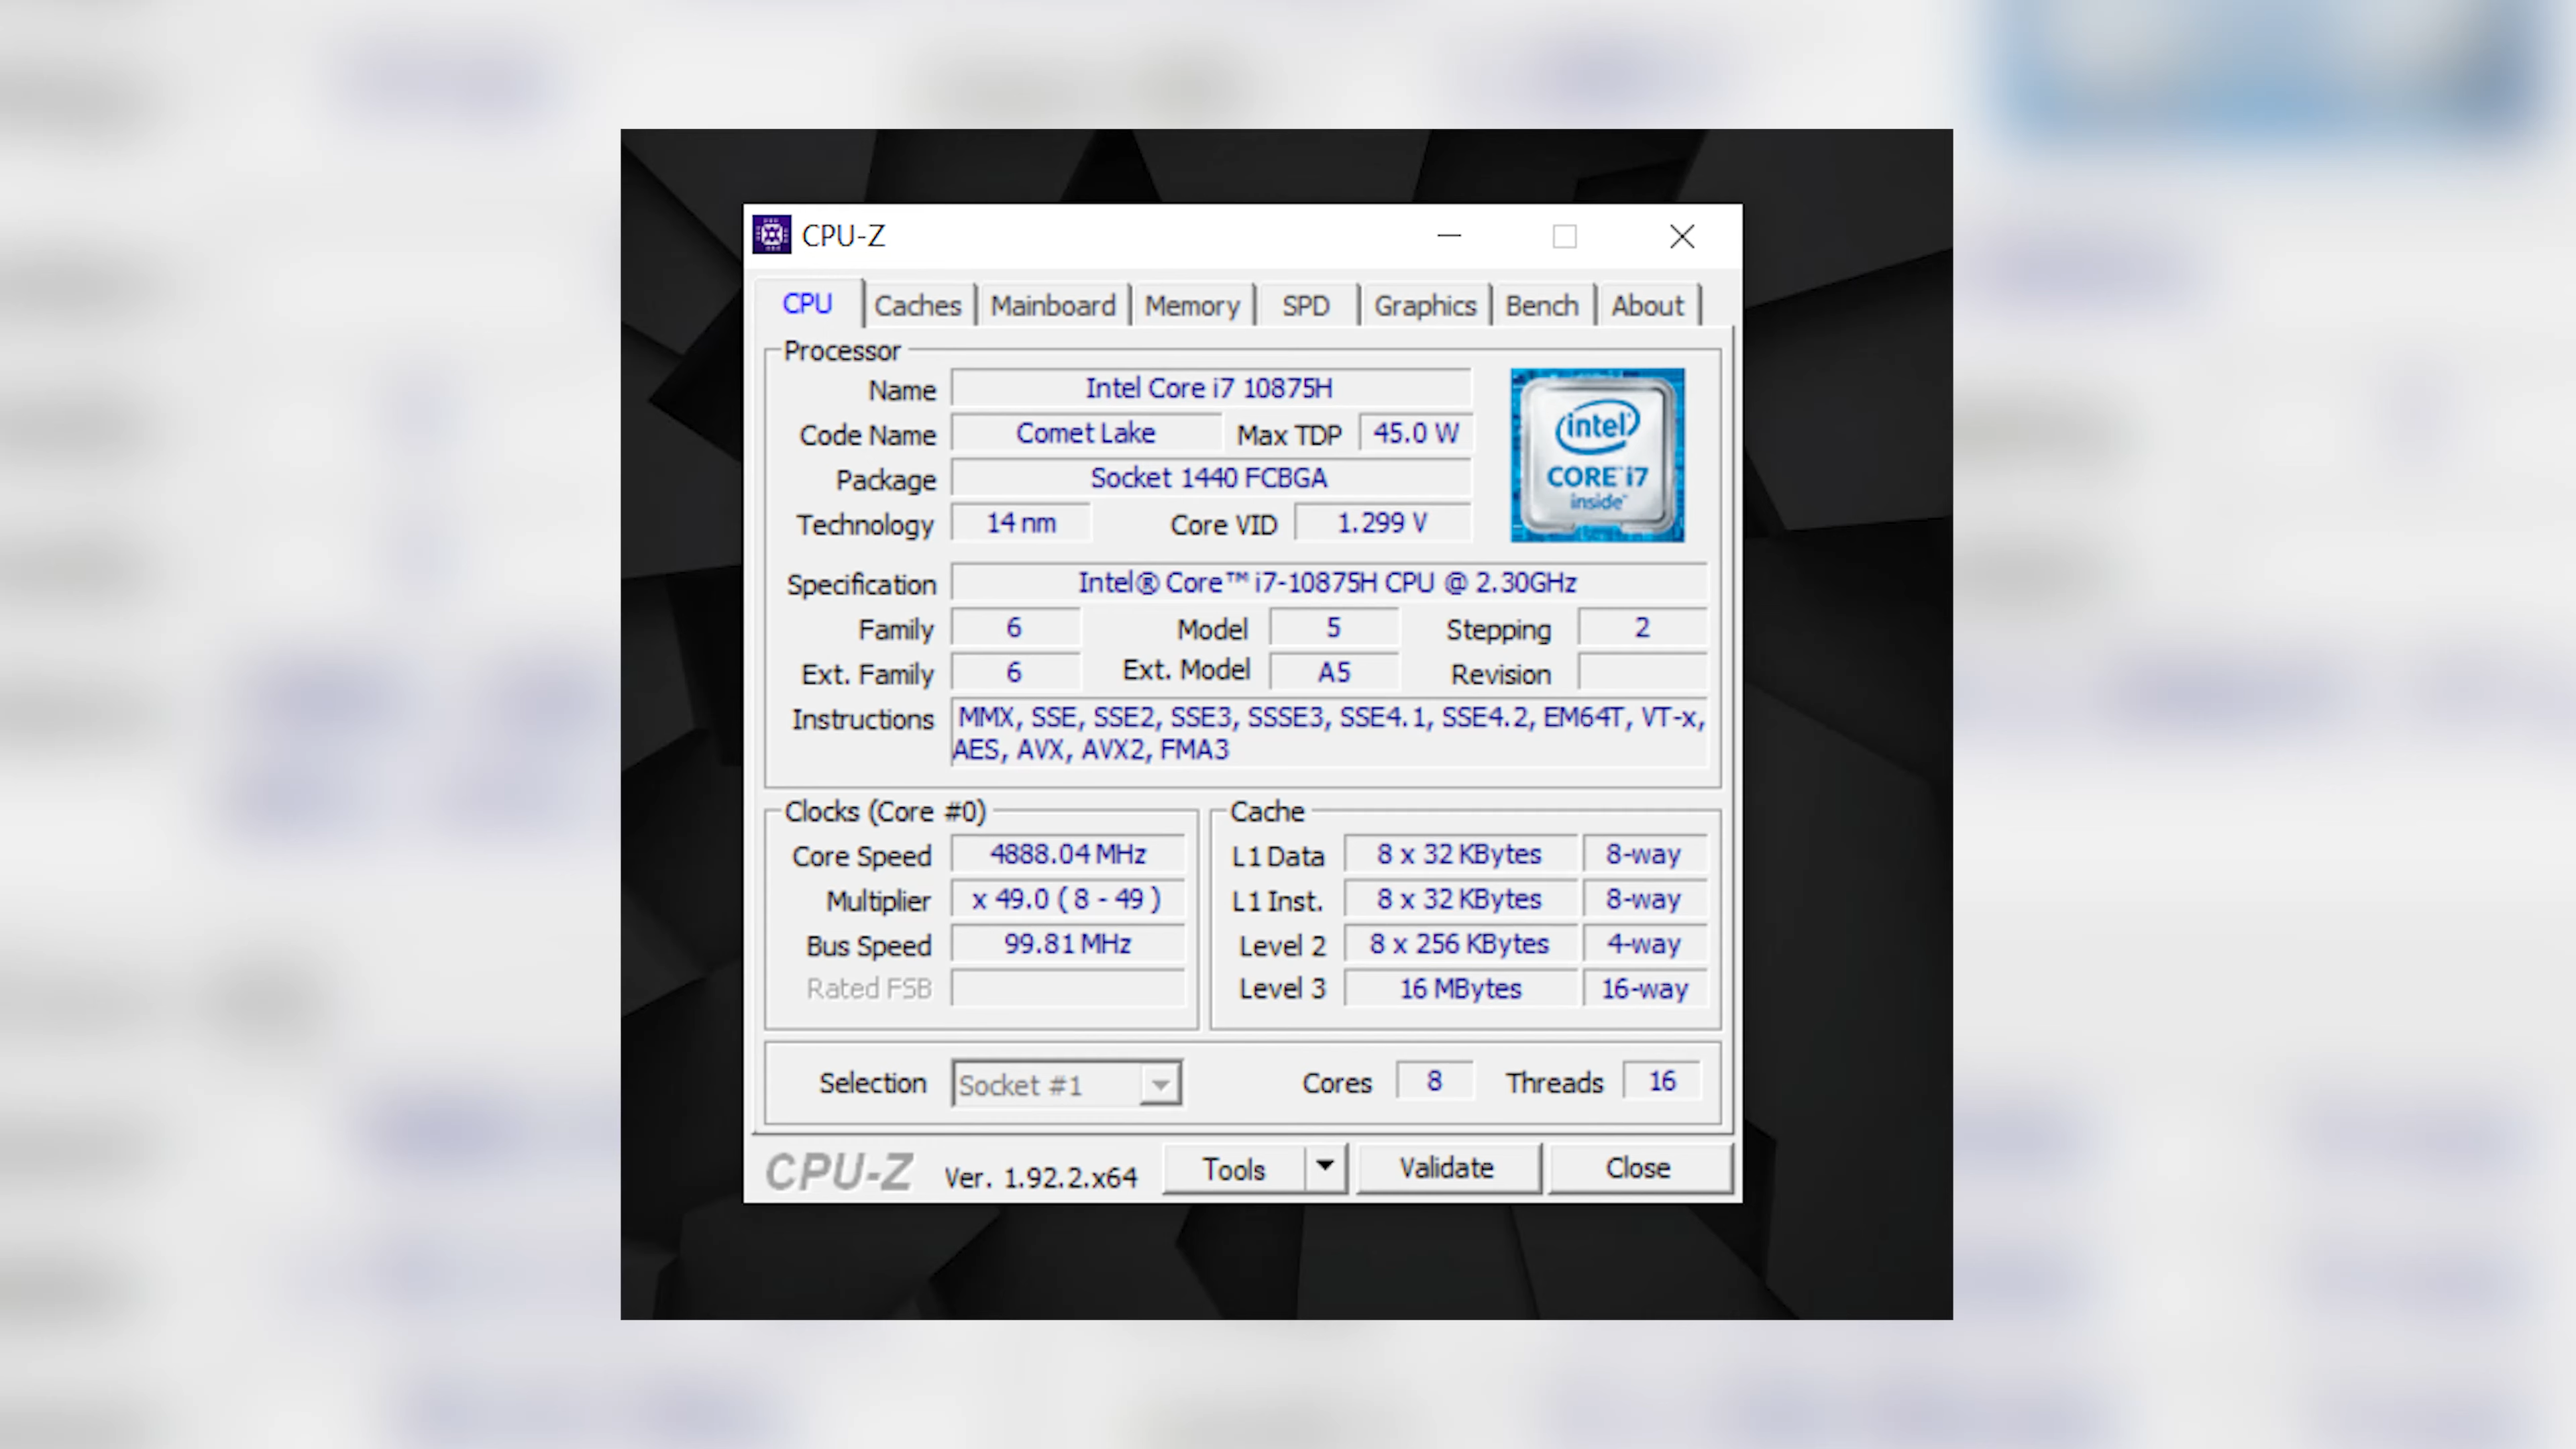 CPU-Z
CPU Caches Mainboard Memory SPD Graphics Bench About
Processor
Name Intel Core i7 10875H
Code Name Comet Lake Max TDP 45.0 W
Package Socket 1440 FCBGA
Technology 14 nm Core VID 1.299 V
intel
CORE™ i7
inside™
Specification Intel® Core™ i7-10875H CPU @ 2.30GHz
Family 6 Model 5 Stepping 2
Ext. Family 6 Ext. Model A5 Revision
Instructions MMX, SSE, SSE2, SSE3, SSSE3, SSE4.1, SSE4.2, EM64T, VT-x,
AES, AVX, AVX2, FMA3
Clocks (Core #0)
Core Speed 4888.04 MHz
Multiplier x 49.0 ( 8 - 49 )
Bus Speed 99.81 MHz
Rated FSB
Cache
L1 Data 8 x 32 KBytes 8-way
L1 Inst. 8 x 32 KBytes 8-way
Level 2 8 x 256 KBytes 4-way
Level 3 16 MBytes 16-way
Selection Socket #1 Cores 8 Threads 16
CPU-Z Ver. 1.92.2.x64 Tools Validate Close